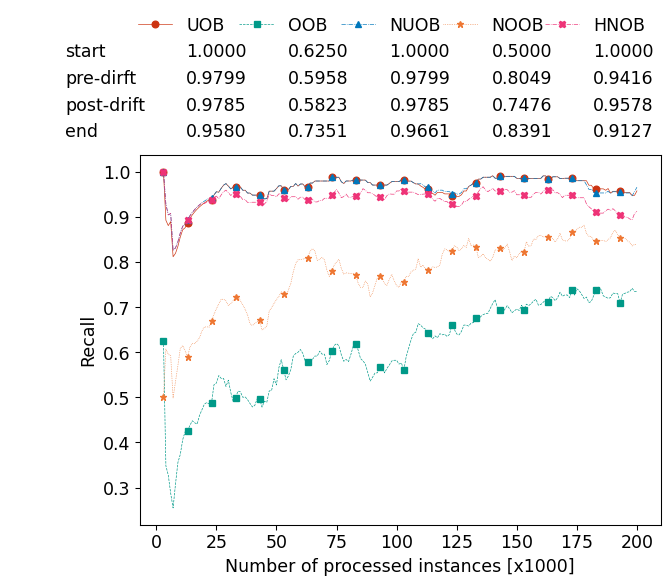 UOB OOB NUOB NOOB HNOB
start 1.0000 0.6250 1.0000 0.5000 1.0000
pre-dirft 0.9799 0.5958 0.9799 0.8049 0.9416
post-drift 0.9785 0.5823 0.9785 0.7476 0.9578
end 0.9580 0.7351 0.9661 0.8391 0.9127
1.0
0.9
0.8
0.7
0.6
0.5
0.4
0.3
Recall
0 25 50 75 100 125 150 175 200
Number of processed instances [x1000]